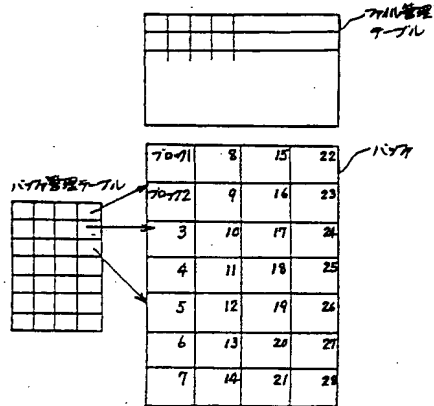 ファイル管理
テーブル
バッファ
バッファ管理テーブル
ブロック1 8 15 22
ブロック2 9 16 23
3 10 17 24
4 11 18 25
5 12 19 26
6 13 20 27
7 14 21 28